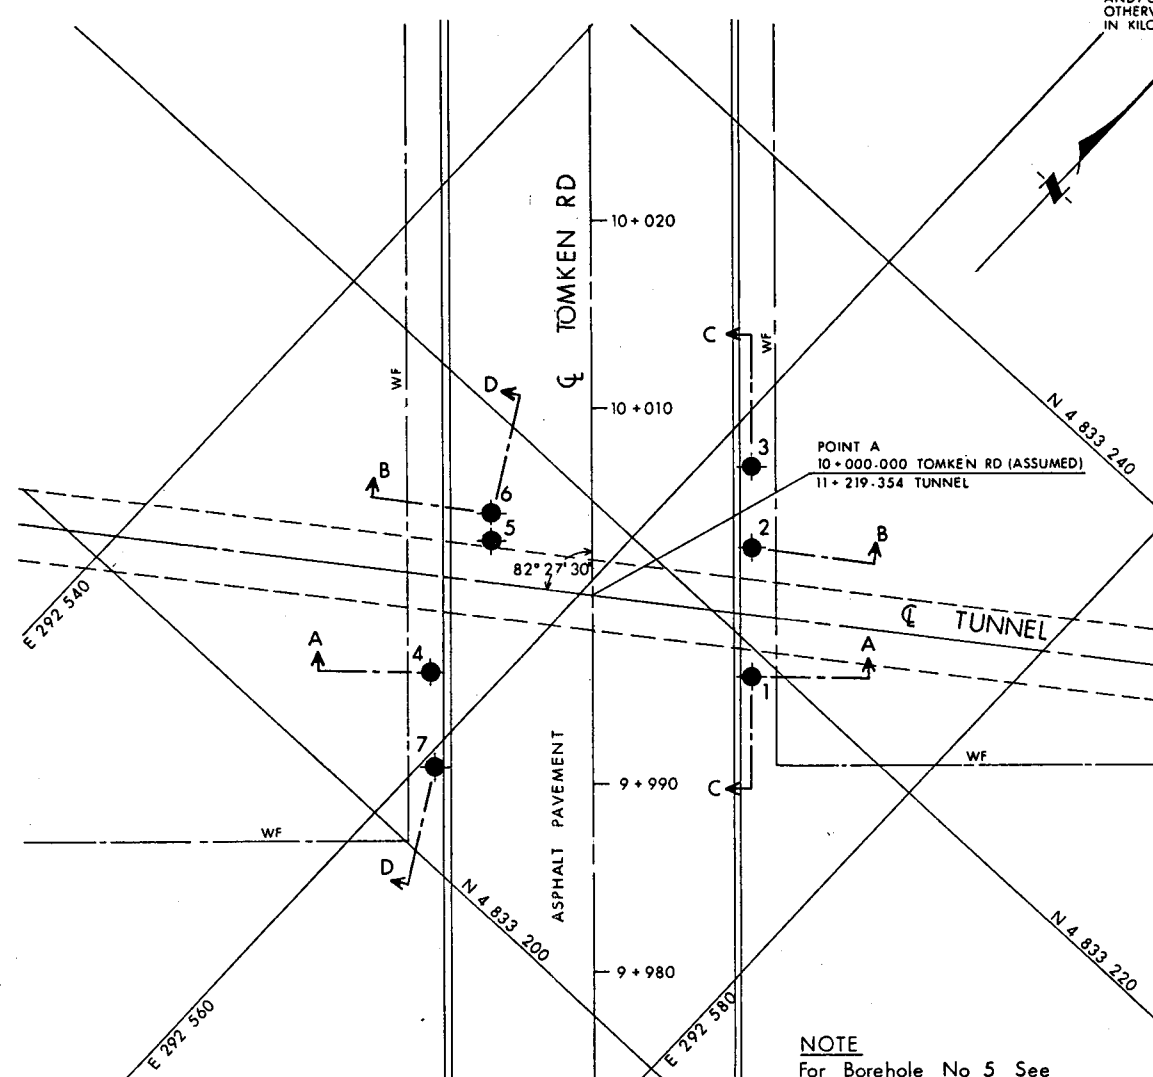 OTHERW
IN KILO
TOMKEN RD
10+020
C
WF
WF
D
10+010
N 4 833 240
3
POINT A
10+000.000 TOMKEN RD (ASSUMED)
11+219.354 TUNNEL
B
6
5
2
B
82° 27' 30"
E 292 540
℄ TUNNEL
℄
A
4
A
1
7
ASPHALT PAVEMENT
WF
9+990
C
WF
D
N 4 833 200
N 4 833 220
9+980
E 292 560
E 292 580
N
NOTE
For Borehole No 5 See